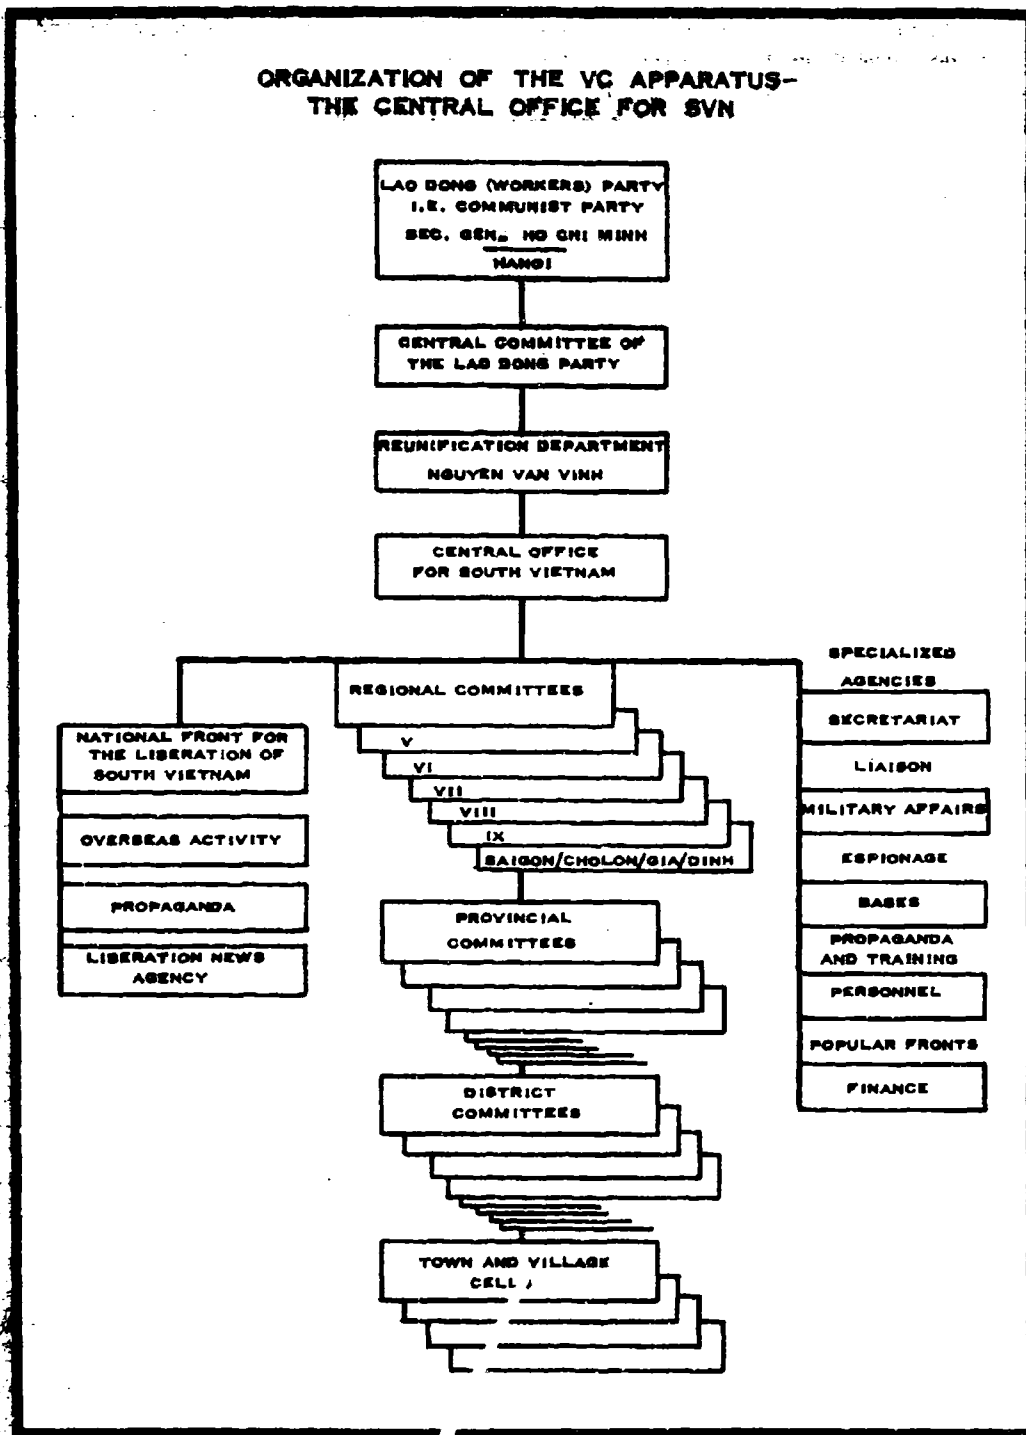 ORGANIZATION OF THE VC APPARATUS-
THE CENTRAL OFFICE FOR SVN
LAO DONG (WORKERS) PARTY
I.E. COMMUNIST PARTY
SEC. GEN. HO CHI MINH
HANOI
CENTRAL COMMITTEE OF
THE LAO DONG PARTY
REUNIFICATION DEPARTMENT
NGUYEN VAN VINH
CENTRAL OFFICE
FOR SOUTH VIETNAM
REGIONAL COMMITTEES
V
VI
VII
VIII
IX
SAIGON/CHOLON/GIA/DINH
NATIONAL FRONT FOR
THE LIBERATION OF
SOUTH VIETNAM
OVERSEAS ACTIVITY
PROPAGANDA
LIBERATION NEWS
AGENCY
SPECIALIZED
AGENCIES
SECRETARIAT
LIAISON
MILITARY AFFAIRS
ESPIONAGE
BASES
PROPAGANDA
AND TRAINING
PERSONNEL
POPULAR FRONTS
FINANCE
PROVINCIAL
COMMITTEES
DISTRICT
COMMITTEES
TOWN AND VILLAGE
CELL